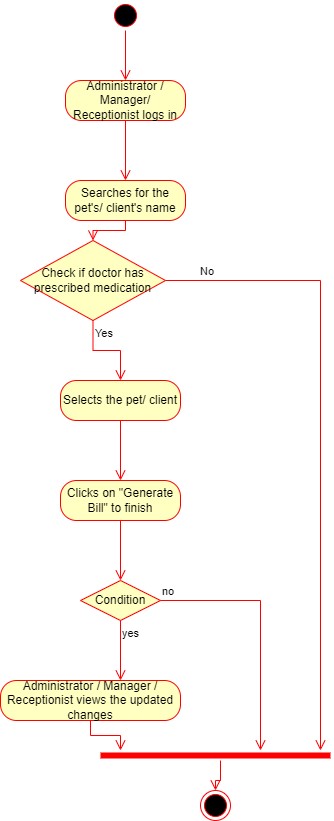 Administrator /
Manager/
Receptionist logs in
Searches for the
pet's/ client's name
Check if doctor has
prescribed medication
No
Yes
Selects the pet/ client
Clicks on "Generate
Bill" to finish
Condition
no
yes
Administrator / Manager /
Receptionist views the updated
changes